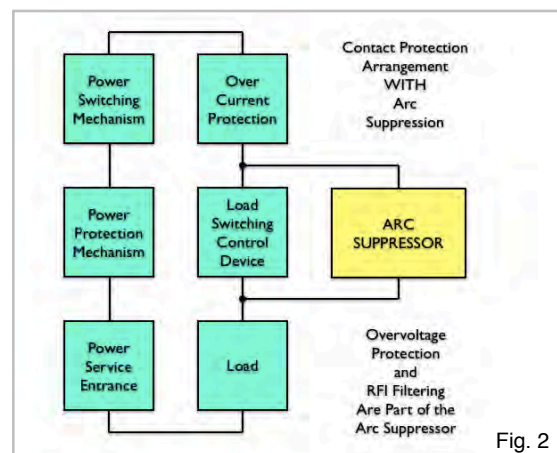 Power
Switching
Mechanism
Over
Current
Protection
Contact Protection
Arrangement
WITH
Arc
Suppression
Power
Protection
Mechanism
Load
Switching
Control
Device
ARC
SUPPRESSOR
Power
Service
Entrance
Load
Overvoltage
Protection
and
RFI Filtering
Are Part of the
Arc Suppressor
Fig. 2